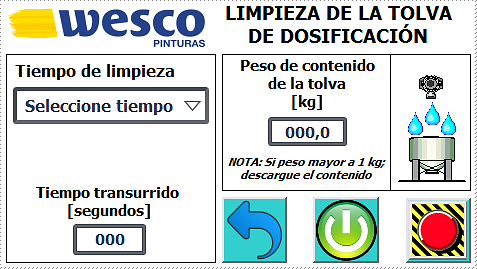 wesco
PINTURAS
LIMPIEZA DE LA TOLVA
DE DOSIFICACIÓN
Tiempo de limpieza
Seleccione tiempo
Tiempo transurrido
[segundos]
000
Peso de contenido
de la tolva
[kg]
000,0
NOTA: Si peso mayor a 1 kg;
descargue el contenido